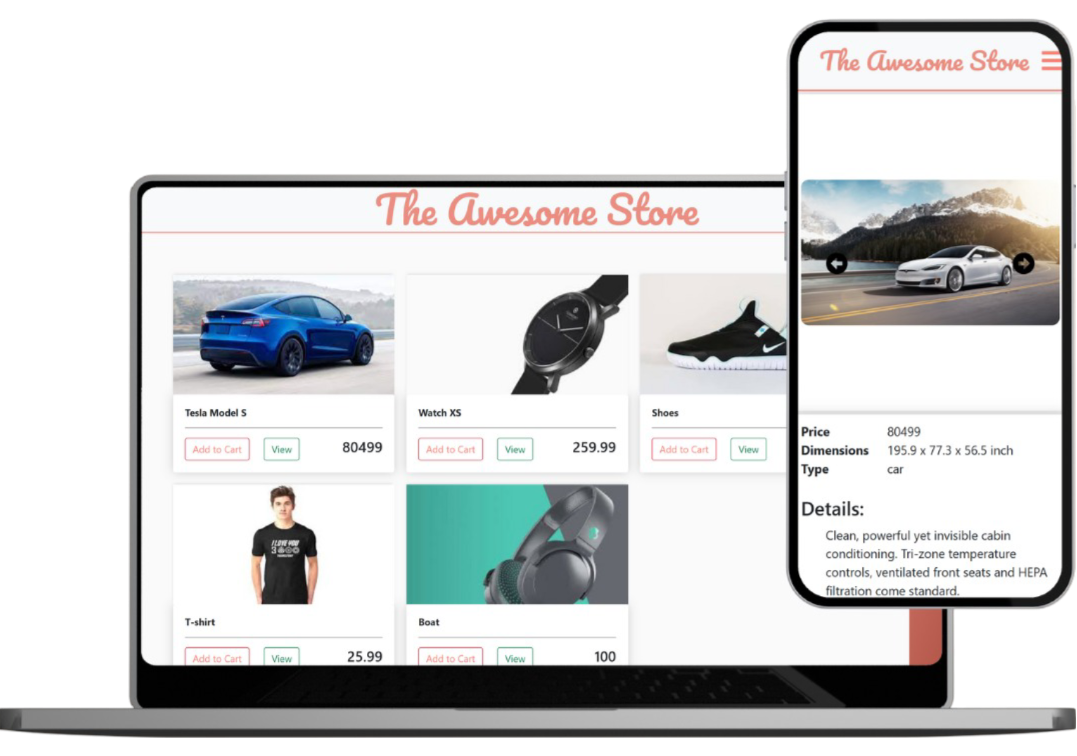 The Awesome Store
Tesla Model S
Add to Cart View 80499
Watch XS
Add to Cart View 259.99
Shoes
Add to Cart View
I LOVE YOU
3000
T-shirt
Add to Cart View 25.99
Boat
Add to Cart View 100
The Awesome Store
Price 80499
Dimensions 195.9 x 77.3 x 56.5 inch
Type car
Details:
Clean, powerful yet invisible cabin
conditioning. Tri-zone temperature
controls, ventilated front seats and HEPA
filtration come standard.